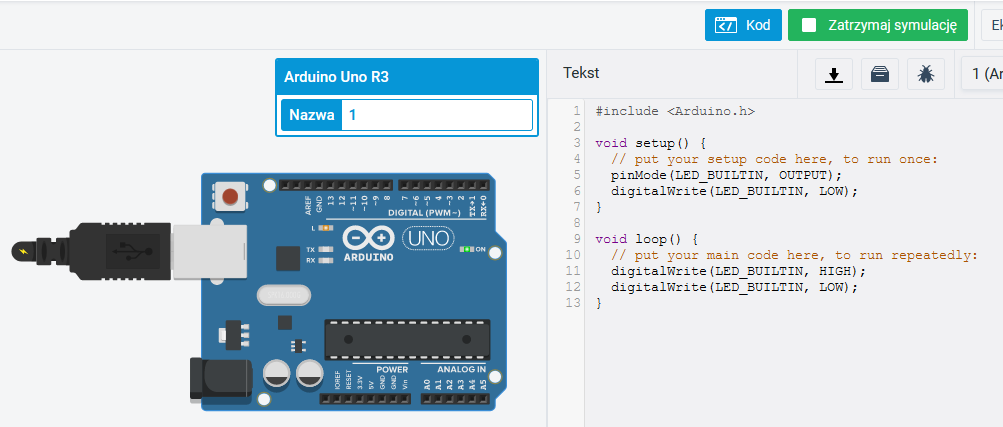 Kod
Zatrzymaj symulację
Ek
Arduino Uno R3
Nazwa 1
Tekst
1 (Ar
1 #include <Arduino.h>
2
3 void setup() {
4 // put your setup code here, to run once:
5 pinMode(LED_BUILTIN, OUTPUT);
6 digitalWrite(LED_BUILTIN, LOW);
7 }
8
9 void loop() {
10 // put your main code here, to run repeatedly:
11 digitalWrite(LED_BUILTIN, HIGH);
12 digitalWrite(LED_BUILTIN, LOW);
13 }
AREF
GND
13
12
~11
~10
~9
8
7
~6
~5
4
~3
2
TX→1
RX←0
DIGITAL (PWM~)
L
TX
RX
ARDUINO
UNO
ON
POWER
ANALOG IN
IOREF
RESET
3.3V
5V
GND
GND
Vin
A0
A1
A2
A3
A4
A5